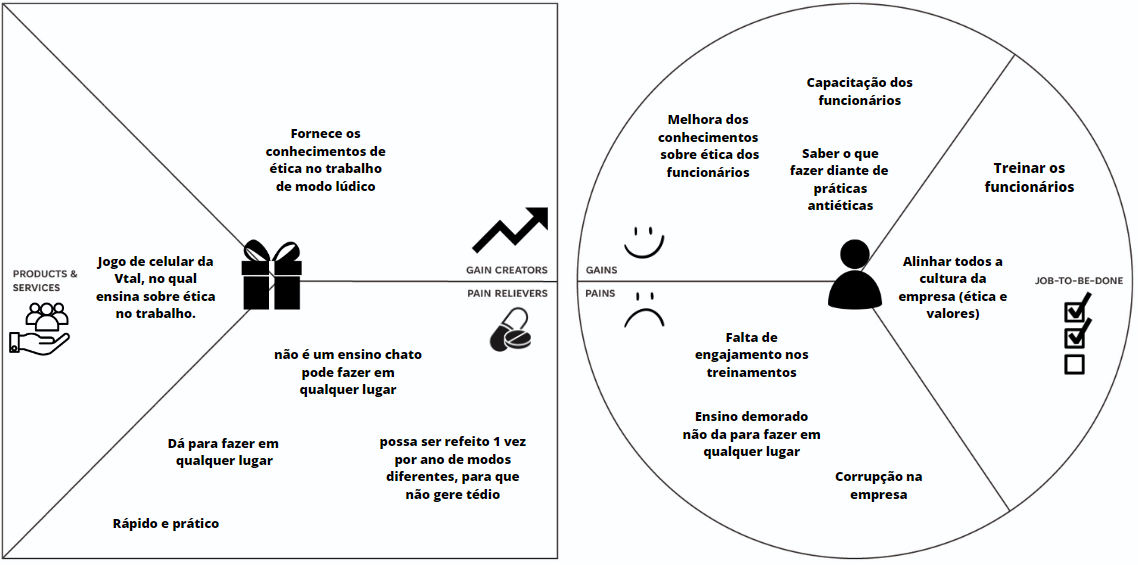 Fornece os
conhecimentos de
ética no trabalho
de modo lúdico
GAIN CREATORS
PRODUCTS &
SERVICES
Jogo de celular da
Vtal, no qual
ensina sobre ética
no trabalho.
PAIN RELIEVERS
não é um ensino chato
pode fazer em
qualquer lugar
Dá para fazer em
qualquer lugar
possa ser refeito 1 vez
por ano de modos
diferentes, para que
não gere tédio
Rápido e prático
Capacitação dos
funcionários
Melhora dos
conhecimentos
sobre ética dos
funcionários
Saber o que
fazer diante de
práticas
antiéticas
GAINS
PAINS
Falta de
engajamento nos
treinamentos
Ensino demorado
não da para fazer em
qualquer lugar
Corrupção na
empresa
Treinar os
funcionários
Alinhar todos a
cultura da
empresa (ética e
valores)
JOB-TO-BE-DONE